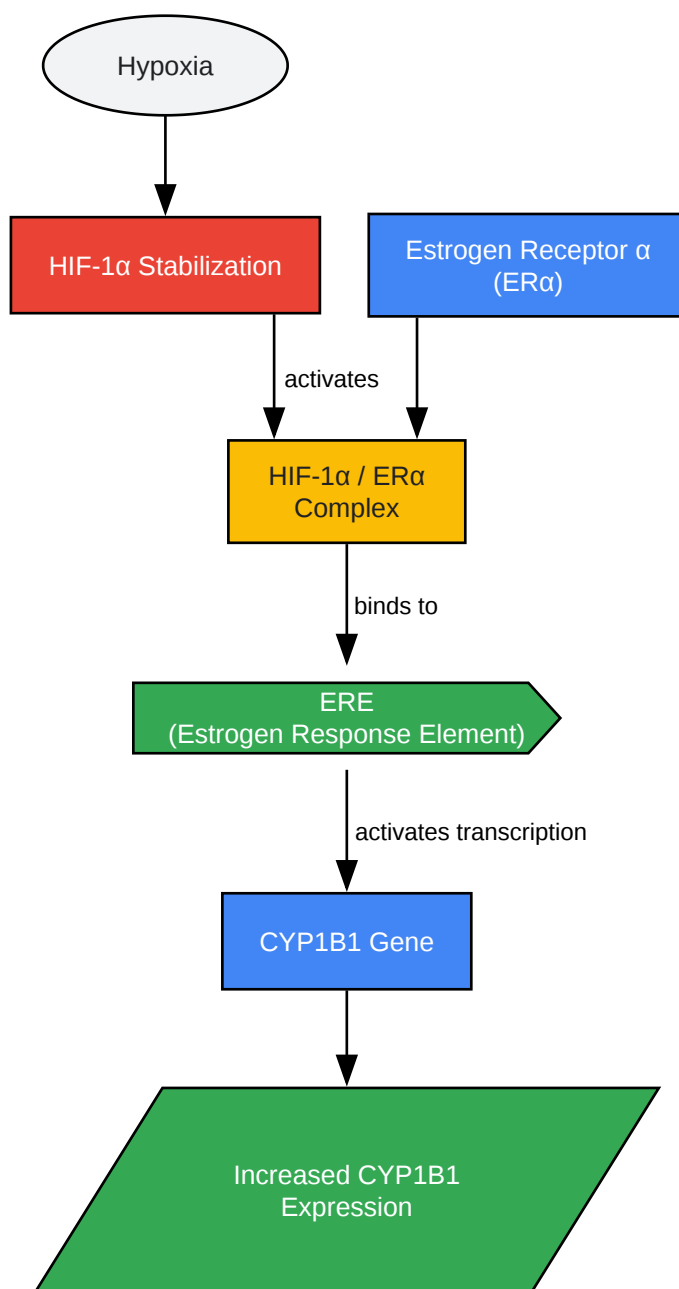 Hypoxia
HIF-1α Stabilization
Estrogen Receptor α
(ERα)
activates
HIF-1α / ERα
Complex
binds to
ERE
(Estrogen Response Element)
activates transcription
CYP1B1 Gene
Increased CYP1B1
Expression